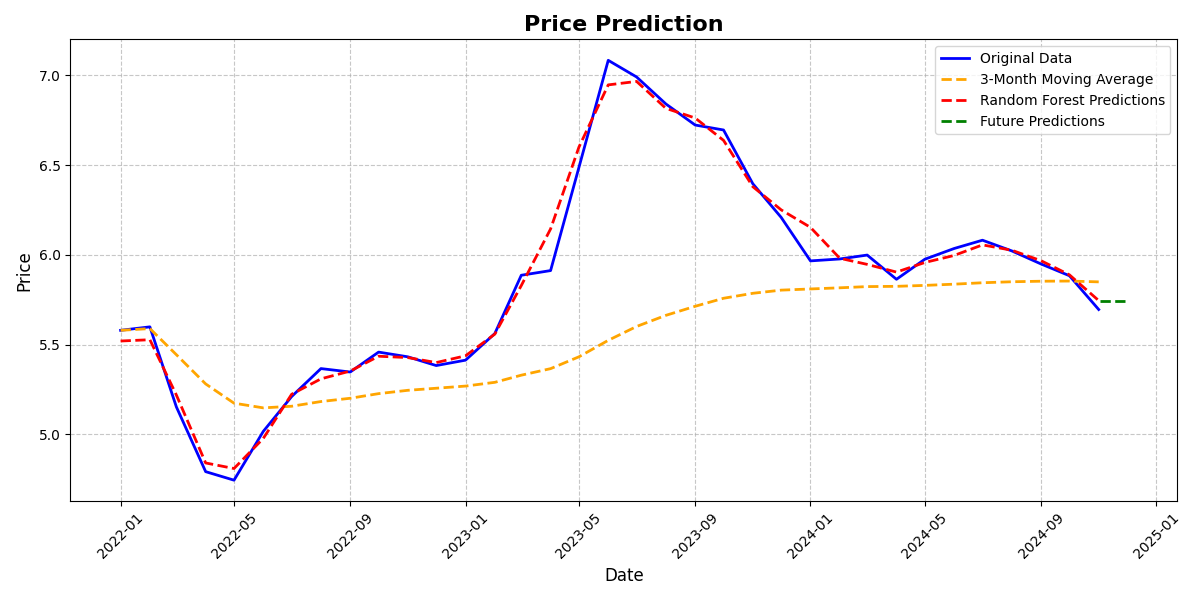 Price Prediction
Original Data
3-Month Moving Average
Random Forest Predictions
Future Predictions
Price
7.0
6.5
6.0
5.5
5.0
2022-01
2022-05
2022-09
2023-01
2023-05
2023-09
2024-01
2024-05
2024-09
2025-01
Date